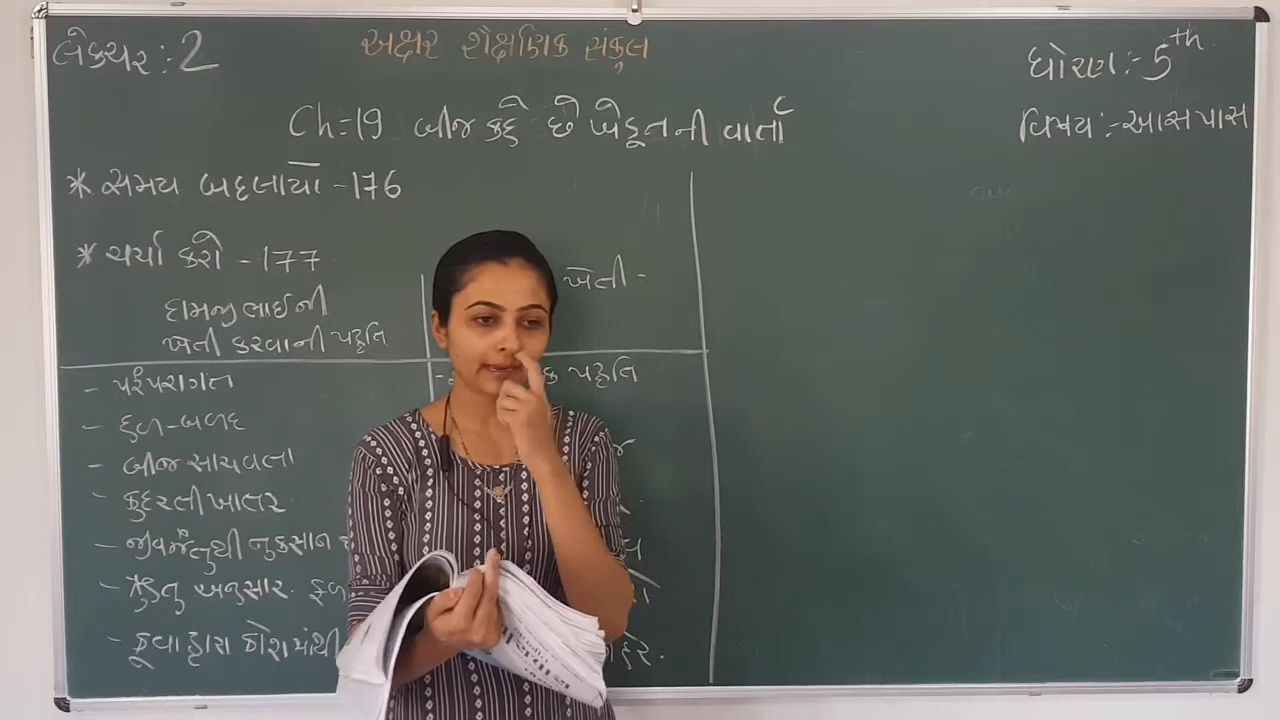 લેક્ચર :- 2
અક્ષર શૈક્ષણિક સંકુલ
ધોરણ :- 5th
વિષય :- આસપાસ
Ch:-19 બીજ કહે છે ખેડૂતની વાર્તા
* સમય બદલાયો - 176
* ચર્ચા કરો - 177
દામજીભાઈની
ખેતી કરવાની પદ્ધતિ
ખેતી -
- પરંપરાગત
- હળ-બળદ
- બીજ સાચવતા
- કુદરતી ખાતર
- જીવજંતુથી નુકસાન
- ઋતુ અનુસાર
- કૂવા દ્વારા કોશમાંથી
પદ્ધતિ